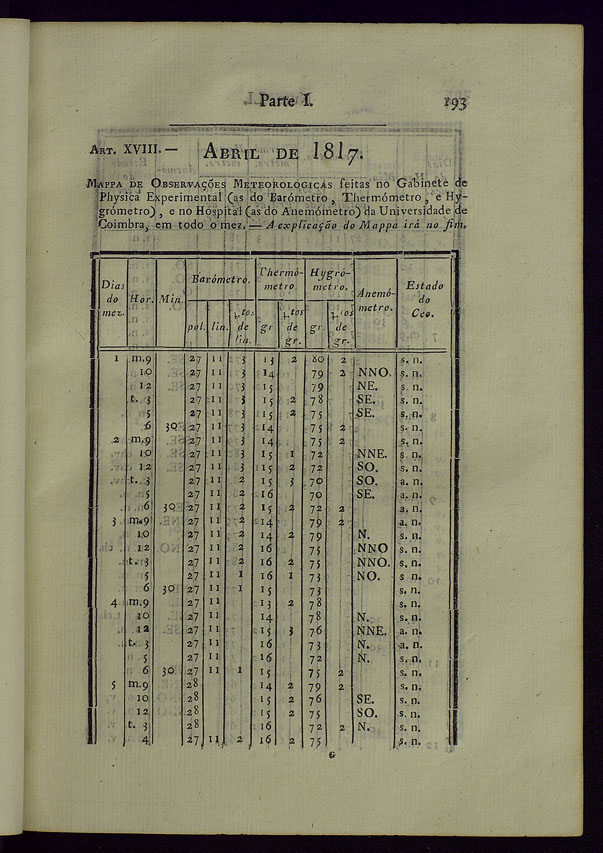 Parte I. 193
ART. XVIII. — ABRIL DE 1817.
MAPPA DE OBSERVAÇÕES METEOROLOGICAS feitas no Gabinete de
Physica Experimental (as do Barómetro, Thermómetro, e Hy-
grómetro), e no Hospital (as do Anemómetro) da Universidade de
Coimbra, em todo o mez. — A explicação do Mappa irá no fim.
Dias do mez. Hor. Min. Barómetro. Thermó-metro. Hygró-metro. Anemó-metro. Estado do Ceo.
pol. lin. 4.tos de lin. gr 4.tos de gr. gr. 4.tos de gr.
1 m.9 27 11 3 13 2 80 2 s. n.
10 27 11 3 14 79 2 NNO. s. n.
12 27 11 3 15 79 NE. s. n.
t. 3 27 11 3 15 2 78 SE. s. n.
5 27 11 3 15 2 75 SE. s. n.
6 30 27 11 3 14 75 2 s. n.
2 m.9 27 11 3 14 75 2 s. n.
10 27 11 3 15 1 72 NNE. s n.
12 27 11 3 15 2 72 SO. s. n.
t. 3 27 11 2 15 3 70 SO. a. n.
5 27 11 2 16 70 SE. a. n.
6 30 27 11 2 15 2 72 2 a. n.
3 m.9 27 11 2 14 79 2 a. n.
10 27 11 2 14 2 79 N. s. n.
12 27 11 2 16 75 NNO s. n.
t. 3 27 11 2 16 2 75 NNO. s. n.
5 27 11 1 16 1 73 NO. s n.
6 30 27 11 1 15 73 s. n.
4 m.9 27 11 13 2 78 s. n.
10 27 11 14 78 N. s. n.
12 27 11 15 3 76 NNE. a. n.
t. 3 27 11 16 73 N. a. n.
5 27 11 16 72 N. s. n.
6 30 27 11 1 15 75 2 s. n.
5 m.9 28 14 2 79 2 s. n.
10 28 15 2 76 SE. s. n.
12 28 15 2 75 SO. s. n.
t. 3 28 16 72 2 N. s. n.
4 27 11 2 16 2 75 s. n.